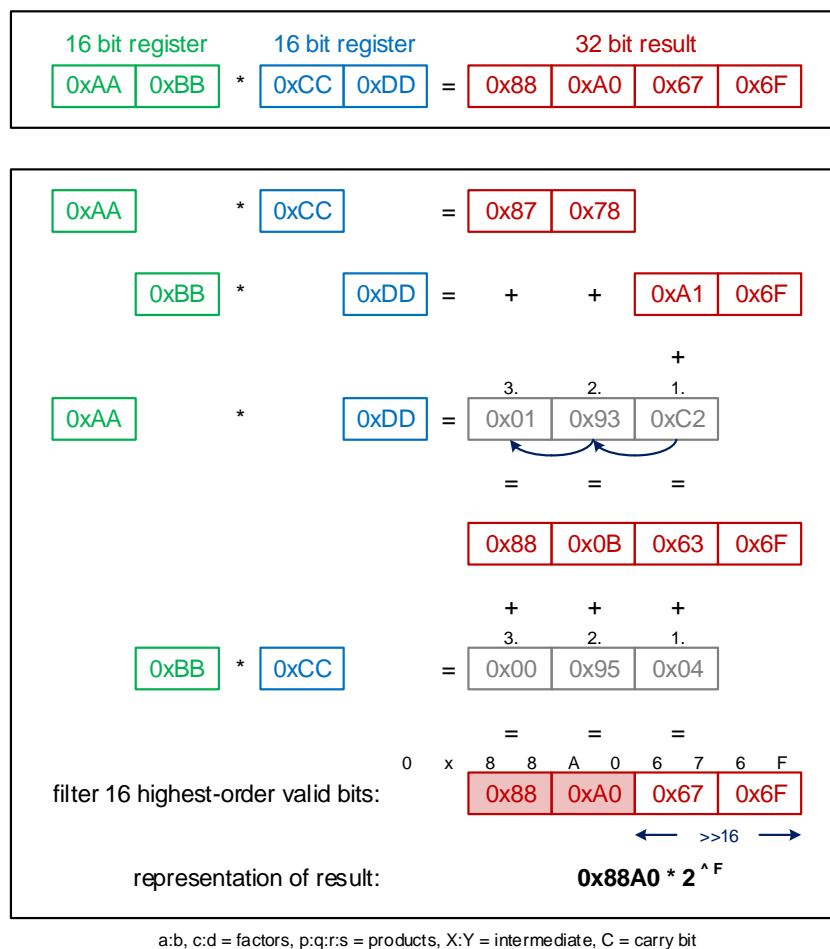 16 bit register 16 bit register 32 bit result
0xAA 0xBB * 0xCC 0xDD = 0x88 0xA0 0x67 0x6F
0xAA * 0xCC = 0x87 0x78
0xBB * 0xDD = + + 0xA1 0x6F
+
3. 2. 1.
0xAA * 0xDD = 0x01 0x93 0xC2
= = =
0x88 0x0B 0x63 0x6F
+ + +
3. 2. 1.
0xBB * 0xCC = 0x00 0x95 0x04
= = =
0 x 8 8 A 0 6 7 6 F
filter 16 highest-order valid bits: 0x88 0xA0 0x67 0x6F
>>16
representation of result: 0x88A0 * 2 ^ F
a:b, c:d = factors, p:q:r:s = products, X:Y = intermediate, C = carry bit